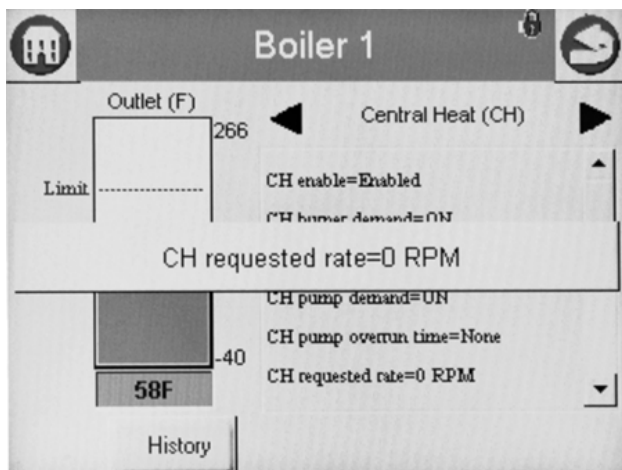 Boiler 1
Outlet (F)
266
Limit
-40
58F
History
Central Heat (CH)
CH enable=Enabled
CH burner demand=ON
CH requested rate=0 RPM
CH pump demand=ON
CH pump overrun time=None
CH requested rate=0 RPM